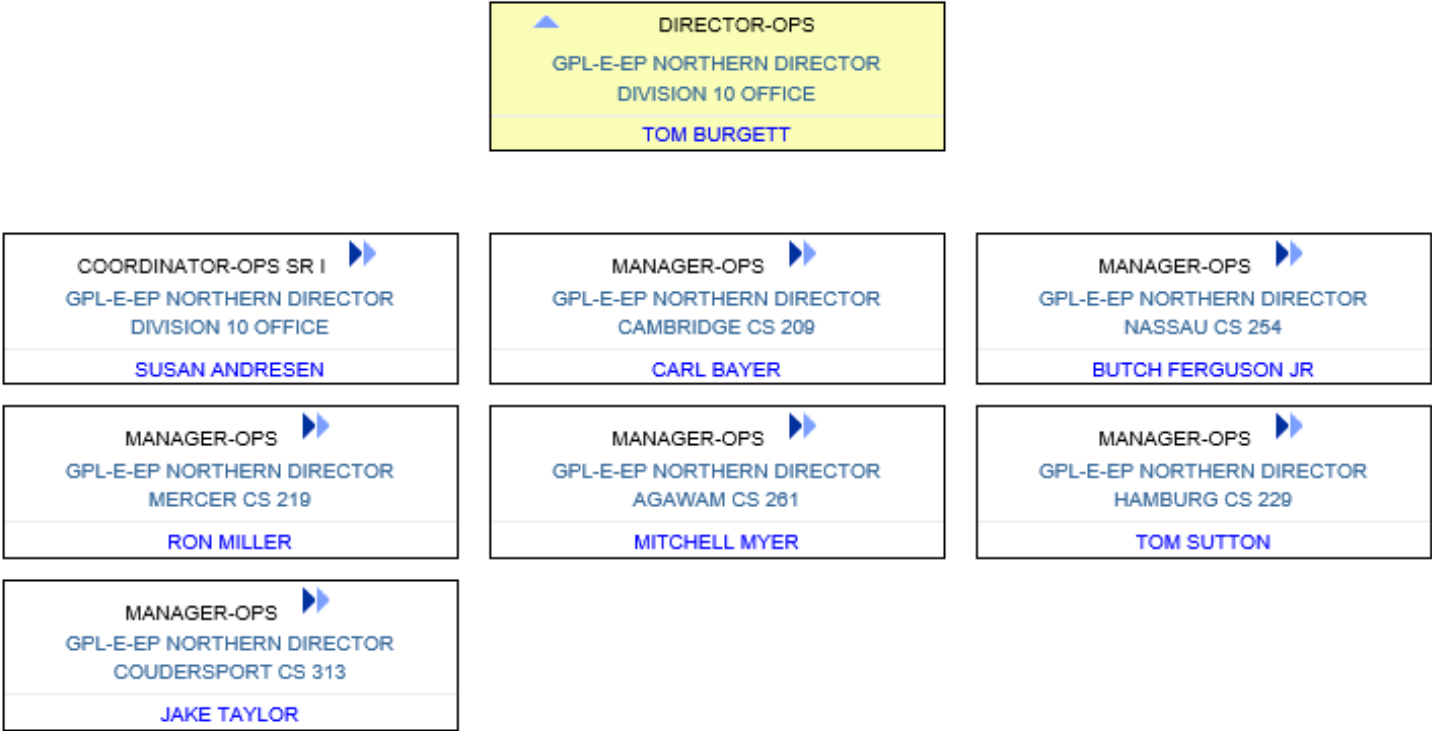 DIRECTOR-OPS
GPL-E-EP NORTHERN DIRECTOR
DIVISION 10 OFFICE
TOM BURGETT
COORDINATOR-OPS SR I
GPL-E-EP NORTHERN DIRECTOR
DIVISION 10 OFFICE
SUSAN ANDRESEN
MANAGER-OPS
GPL-E-EP NORTHERN DIRECTOR
CAMBRIDGE CS 209
CARL BAYER
MANAGER-OPS
GPL-E-EP NORTHERN DIRECTOR
NASSAU CS 254
BUTCH FERGUSON JR
MANAGER-OPS
GPL-E-EP NORTHERN DIRECTOR
MERCER CS 219
RON MILLER
MANAGER-OPS
GPL-E-EP NORTHERN DIRECTOR
AGAWAM CS 261
MITCHELL MYER
MANAGER-OPS
GPL-E-EP NORTHERN DIRECTOR
HAMBURG CS 229
TOM SUTTON
MANAGER-OPS
GPL-E-EP NORTHERN DIRECTOR
COUDERSPORT CS 313
JAKE TAYLOR